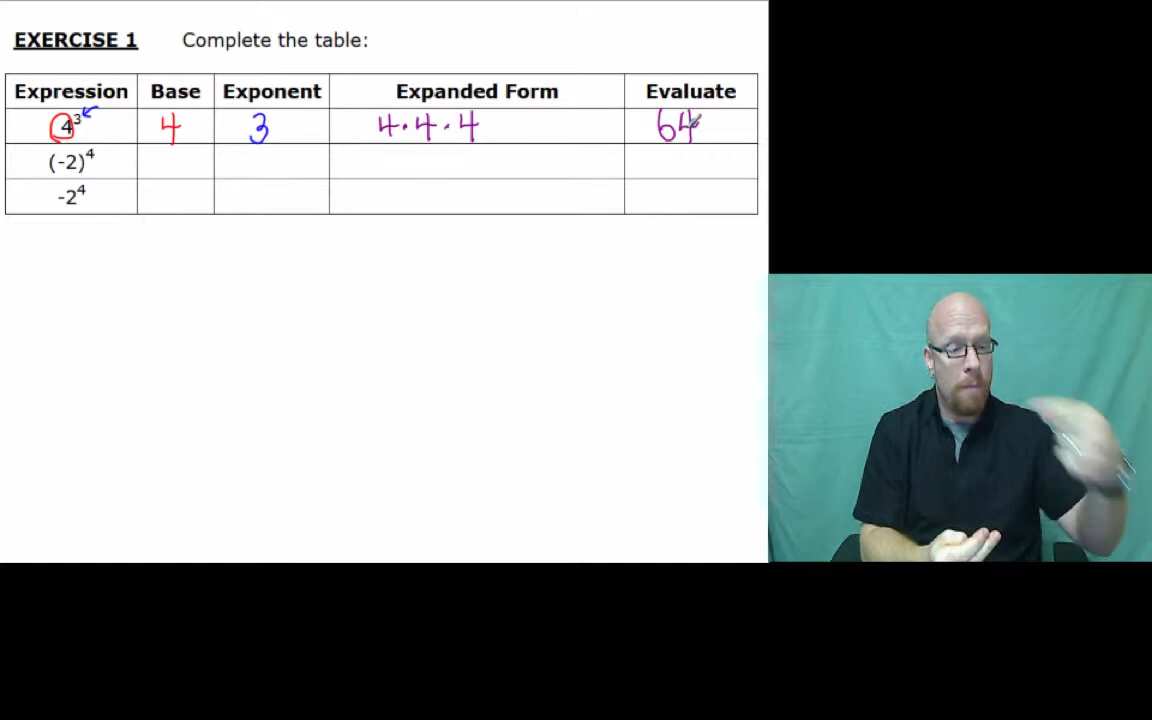 EXERCISE 1 Complete the table:
Expression Base Exponent Expanded Form Evaluate
4³ 4 3 4·4·4 64
(-2)⁴
-2⁴